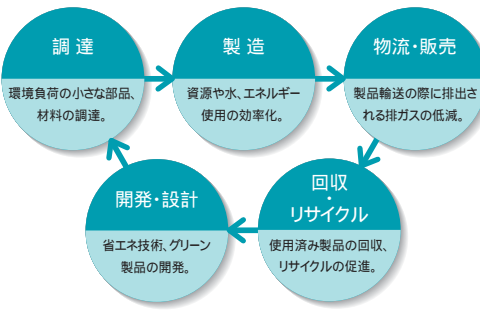 調達
環境負荷の小さな部品、
材料の調達。
製造
資源や水、エネルギー
使用の効率化。
物流・販売
製品輸送の際に排出さ
れる排ガスの低減。
回収
・
リサイクル
使用済み製品の回収、
リサイクルの促進。
開発・設計
省エネ技術、グリーン
製品の開発。